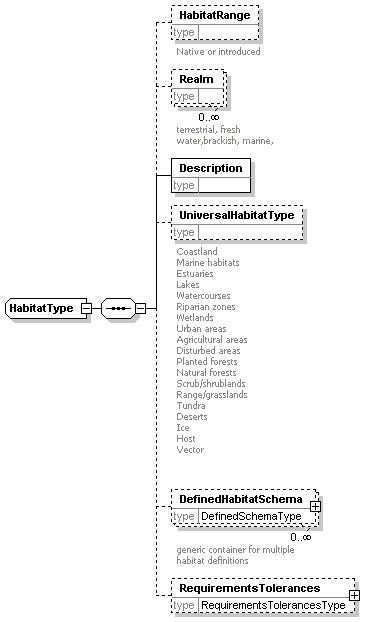 HabitatRange
type
Native or introduced
Realm
type
0..∞
terrestrial, fresh
water,brackish, marine,
Description
type
UniversalHabitatType
type
Coastland
Marine habitats
Estuaries
Lakes
Watercourses
Riparian zones
Wetlands
Urban areas
Agricultural areas
Disturbed areas
Planted forests
Natural forests
Scrub/shrublands
Range/grasslands
Tundra
Deserts
Ice
Host
Vector
HabitatType
DefinedHabitatSchema
type DefinedSchemaType
0..∞
generic container for multiple
habitat definitions
RequirementsTolerances
type RequirementsTolerancesType